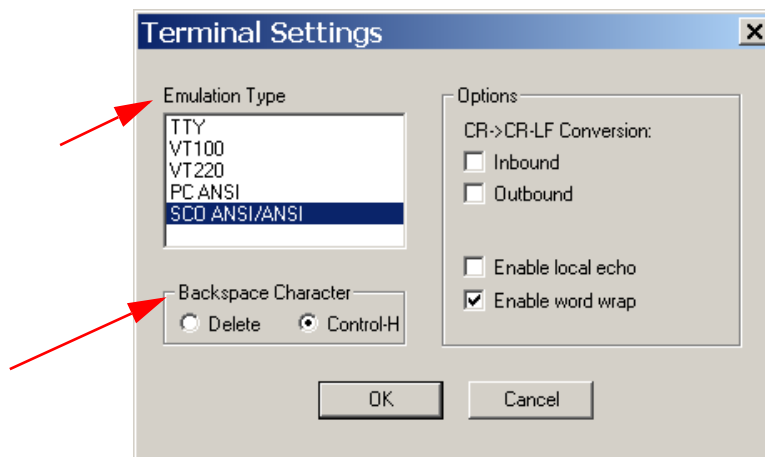 Terminal Settings
Emulation Type
TTY
VT100
VT220
PC ANSI
SCO ANSI/ANSI
Backspace Character
Delete
Control-H
Options
CR->CR-LF Conversion:
Inbound
Outbound
Enable local echo
Enable word wrap
OK
Cancel